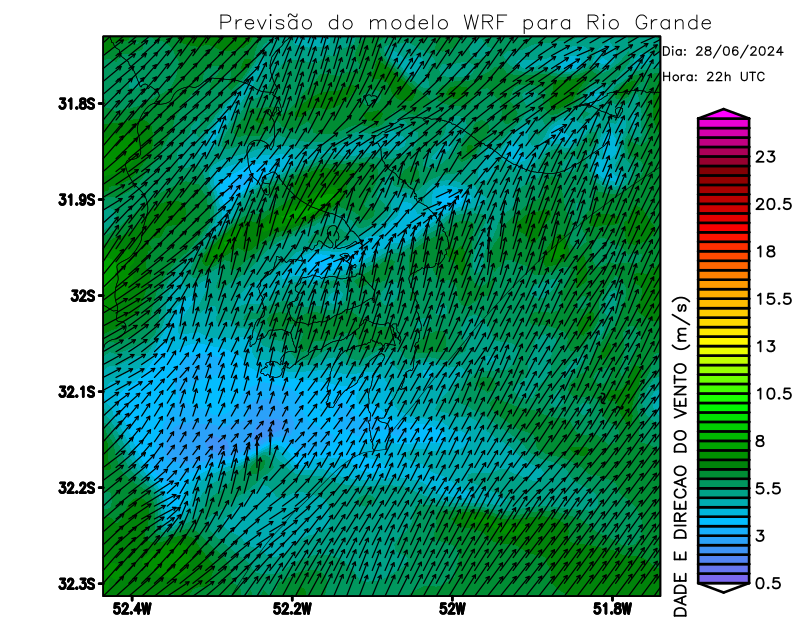 Previsão do modelo WRF para Rio Grande
Dia: 28/06/2024
Hora: 22h UTC
31.8S
31.9S
32S
32.1S
32.2S
32.3S
52.4W
52.2W
52W
51.8W
23
20.5
18
15.5
13
10.5
8
5.5
3
0.5
DADE E DIRECAO DO VENTO (m/s)